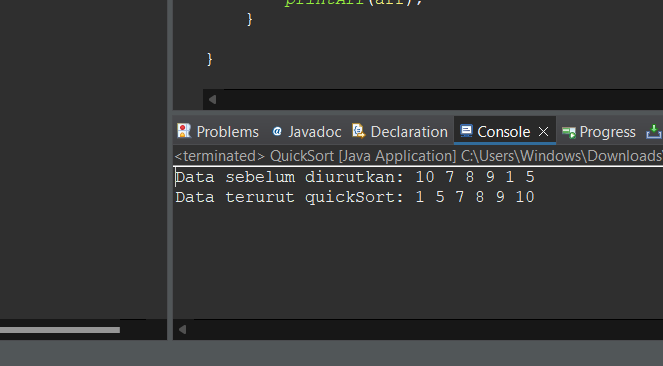 printArr(arr);
}
}
Problems Javadoc Declaration Console Progress
<terminated> QuickSort [Java Application] C:\Users\Windows\Downloads\
Data sebelum diurutkan: 10 7 8 9 1 5
Data terurut quickSort: 1 5 7 8 9 10